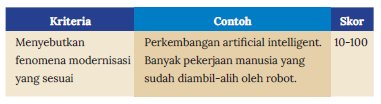 Kriteria Contoh Skor
Menyebutkan Perkembangan artificial intelligent. 10-100
fenomena modernisasi Banyak pekerjaan manusia yang
yang sesuai sudah diambil-alih oleh robot.